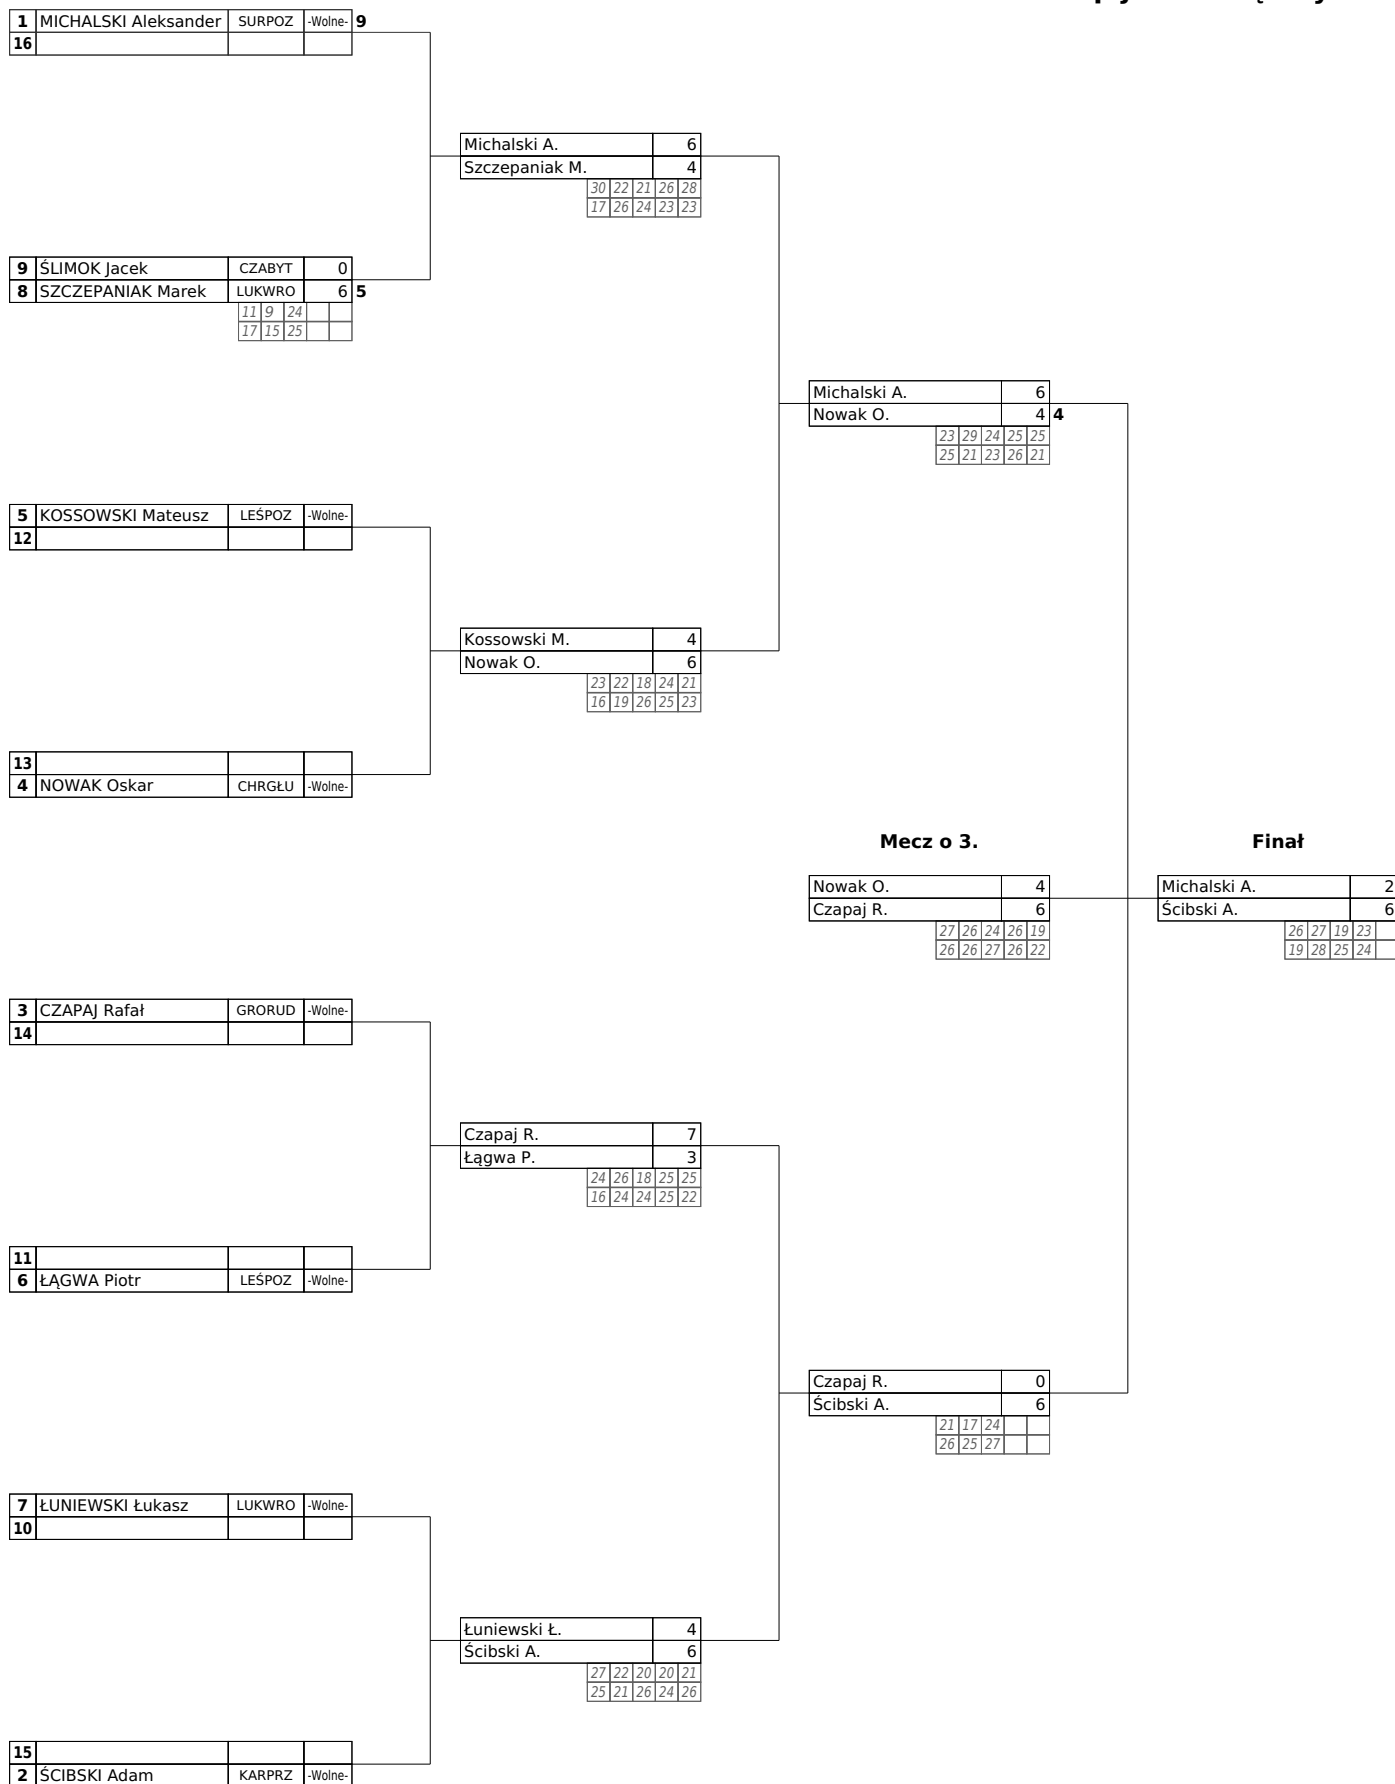 1 MICHALSKI Aleksander SURPOZ -Wolne- 9
16
Michalski A. 6
Szczepaniak M. 4
30 22 21 26 28
17 26 24 23 23
9 ŚLIMOK Jacek CZABYT 0
8 SZCZEPANIAK Marek LUKWRO 6 5
11 9 24
17 15 25
Michalski A. 6
Nowak O. 4 4
23 29 24 25 25
25 21 23 26 21
5 KOSSOWSKI Mateusz LEŚPOZ -Wolne-
12
Kossowski M. 4
Nowak O. 6
23 22 18 24 21
16 19 26 25 23
13
4 NOWAK Oskar CHRGŁU -Wolne-
Mecz o 3. Finał
Nowak O. 4 Michalski A. 2
Czapaj R. 6 Ścibski A. 6
27 26 24 26 19 26 27 19 23
26 26 27 26 22 19 28 25 24
3 CZAPAJ Rafał GRORUD -Wolne-
14
Czapaj R. 7
Łągwa P. 3
24 26 18 25 25
16 24 24 25 22
11
6 ŁĄGWA Piotr LEŚPOZ -Wolne-
Czapaj R. 0
Ścibski A. 6
21 17 24
26 25 27
7 ŁUNIEWSKI Łukasz LUKWRO -Wolne-
10
Łuniewski Ł. 4
Ścibski A. 6
27 22 20 20 21
25 21 26 24 26
15
2 ŚCIBSKI Adam KARPRZ -Wolne-